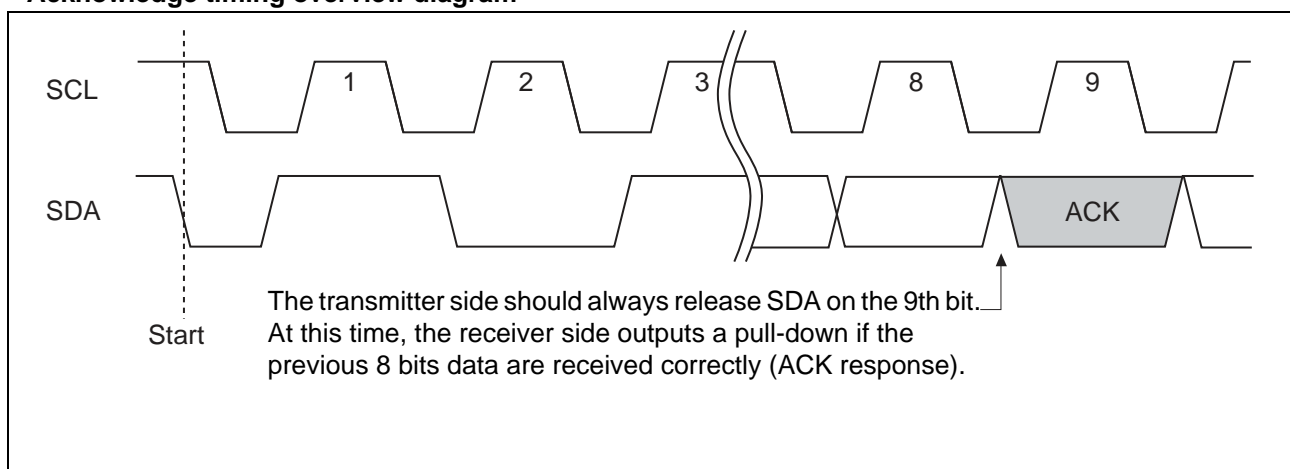 Acknowledge timing overview diagram
SCL
1
2
3
8
9
SDA
ACK
Start
The transmitter side should always release SDA on the 9th bit.
At this time, the receiver side outputs a pull-down if the
previous 8 bits data are received correctly (ACK response).